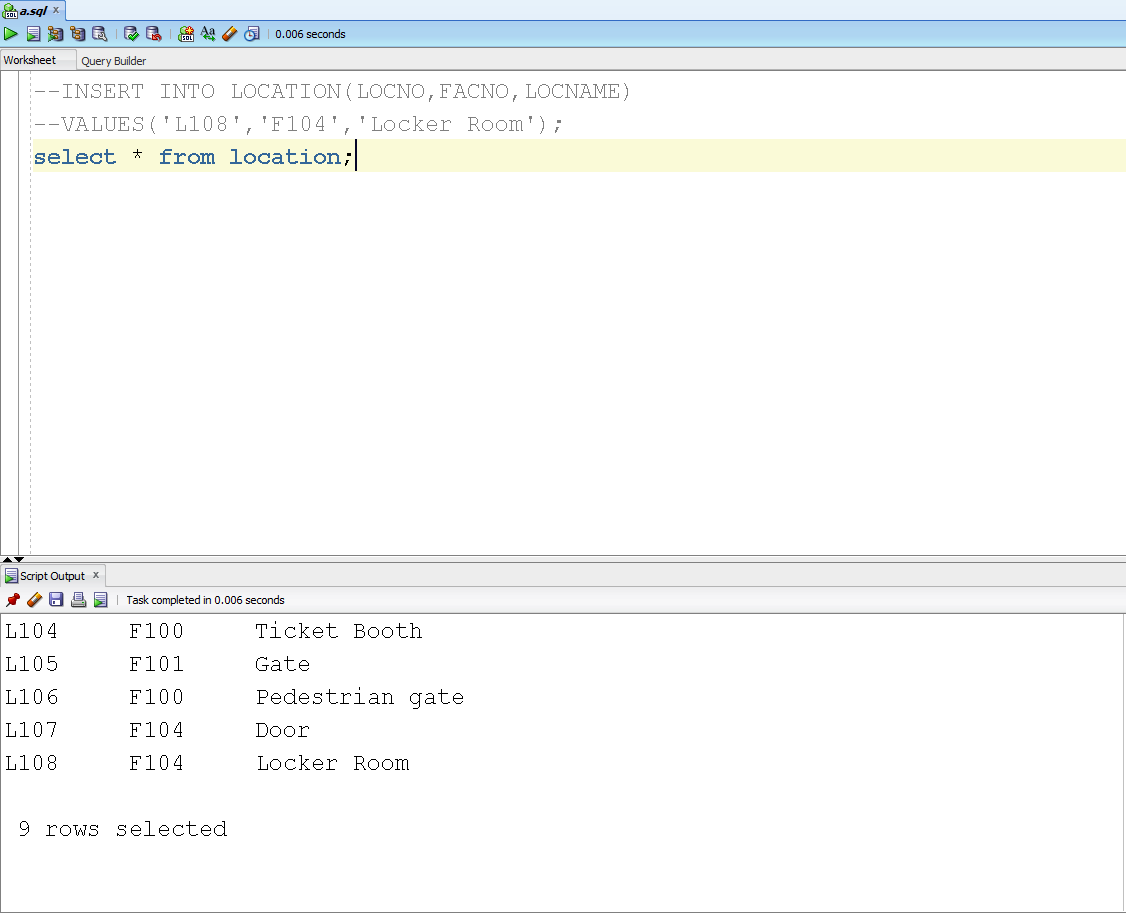 a.sql x
0.006 seconds
Worksheet Query Builder
--INSERT INTO LOCATION(LOCNO,FACNO,LOCNAME)
--VALUES('L108','F104','Locker Room');
select * from location;
Script Output x
Task completed in 0.006 seconds
L104 F100 Ticket Booth
L105 F101 Gate
L106 F100 Pedestrian gate
L107 F104 Door
L108 F104 Locker Room
9 rows selected